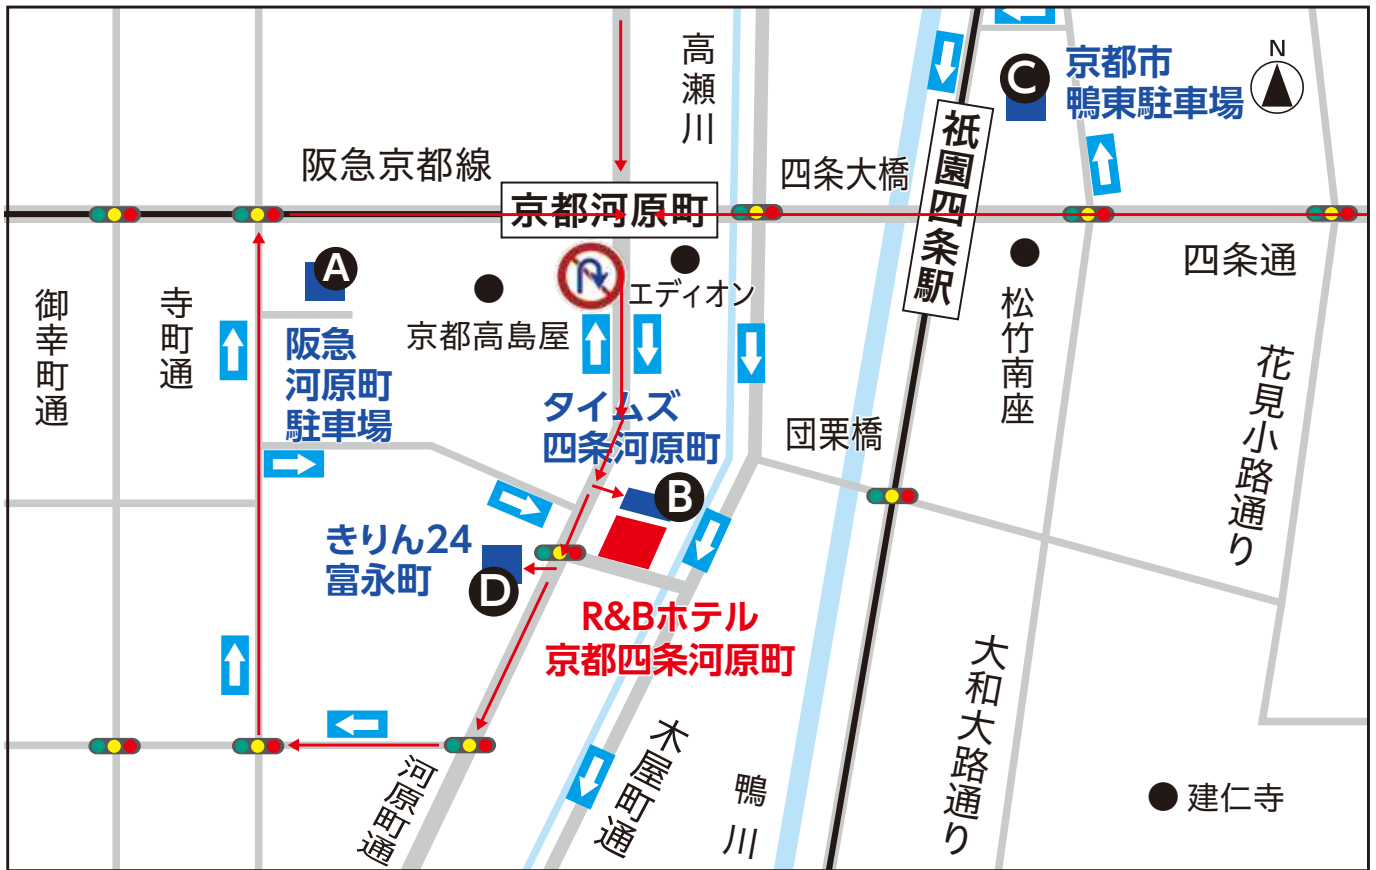 高瀬川
C
京都市
鴨東駐車場
N
阪急京都線
四条大橋
祇園四条駅
京都河原町
A
エディオン
四条通
御幸町通
寺町通
京都高島屋
松竹南座
阪急
河原町
駐車場
花見小路通り
タイムズ
四条河原町
団栗橋
B
きりん24
富永町
D
R&Bホテル
京都四条河原町
大和大路通り
木屋町通
河原町通
鴨川
建仁寺